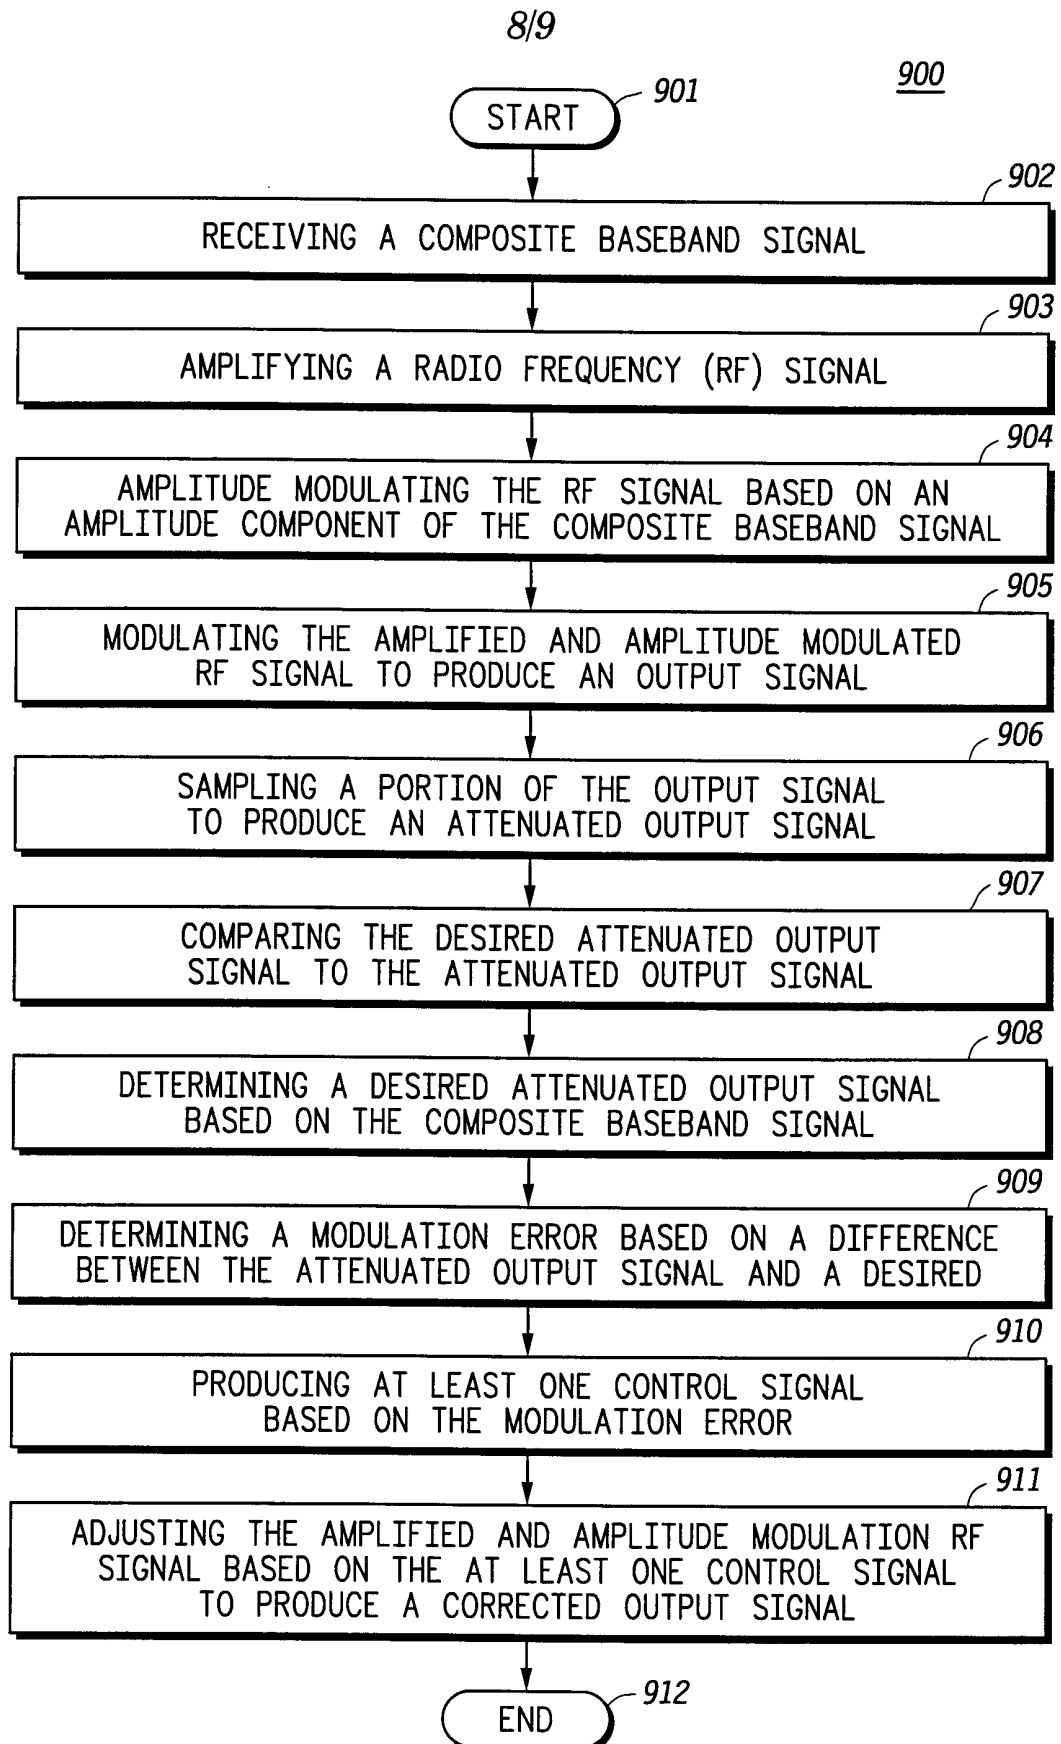 8/9
900
START
901
902
RECEIVING A COMPOSITE BASEBAND SIGNAL
903
AMPLIFYING A RADIO FREQUENCY (RF) SIGNAL
904
AMPLITUDE MODULATING THE RF SIGNAL BASED ON AN
AMPLITUDE COMPONENT OF THE COMPOSITE BASEBAND SIGNAL
905
MODULATING THE AMPLIFIED AND AMPLITUDE MODULATED
RF SIGNAL TO PRODUCE AN OUTPUT SIGNAL
906
SAMPLING A PORTION OF THE OUTPUT SIGNAL
TO PRODUCE AN ATTENUATED OUTPUT SIGNAL
907
COMPARING THE DESIRED ATTENUATED OUTPUT
SIGNAL TO THE ATTENUATED OUTPUT SIGNAL
908
DETERMINING A DESIRED ATTENUATED OUTPUT SIGNAL
BASED ON THE COMPOSITE BASEBAND SIGNAL
909
DETERMINING A MODULATION ERROR BASED ON A DIFFERENCE
BETWEEN THE ATTENUATED OUTPUT SIGNAL AND A DESIRED
910
PRODUCING AT LEAST ONE CONTROL SIGNAL
BASED ON THE MODULATION ERROR
911
ADJUSTING THE AMPLIFIED AND AMPLITUDE MODULATION RF
SIGNAL BASED ON THE AT LEAST ONE CONTROL SIGNAL
TO PRODUCE A CORRECTED OUTPUT SIGNAL
912
END